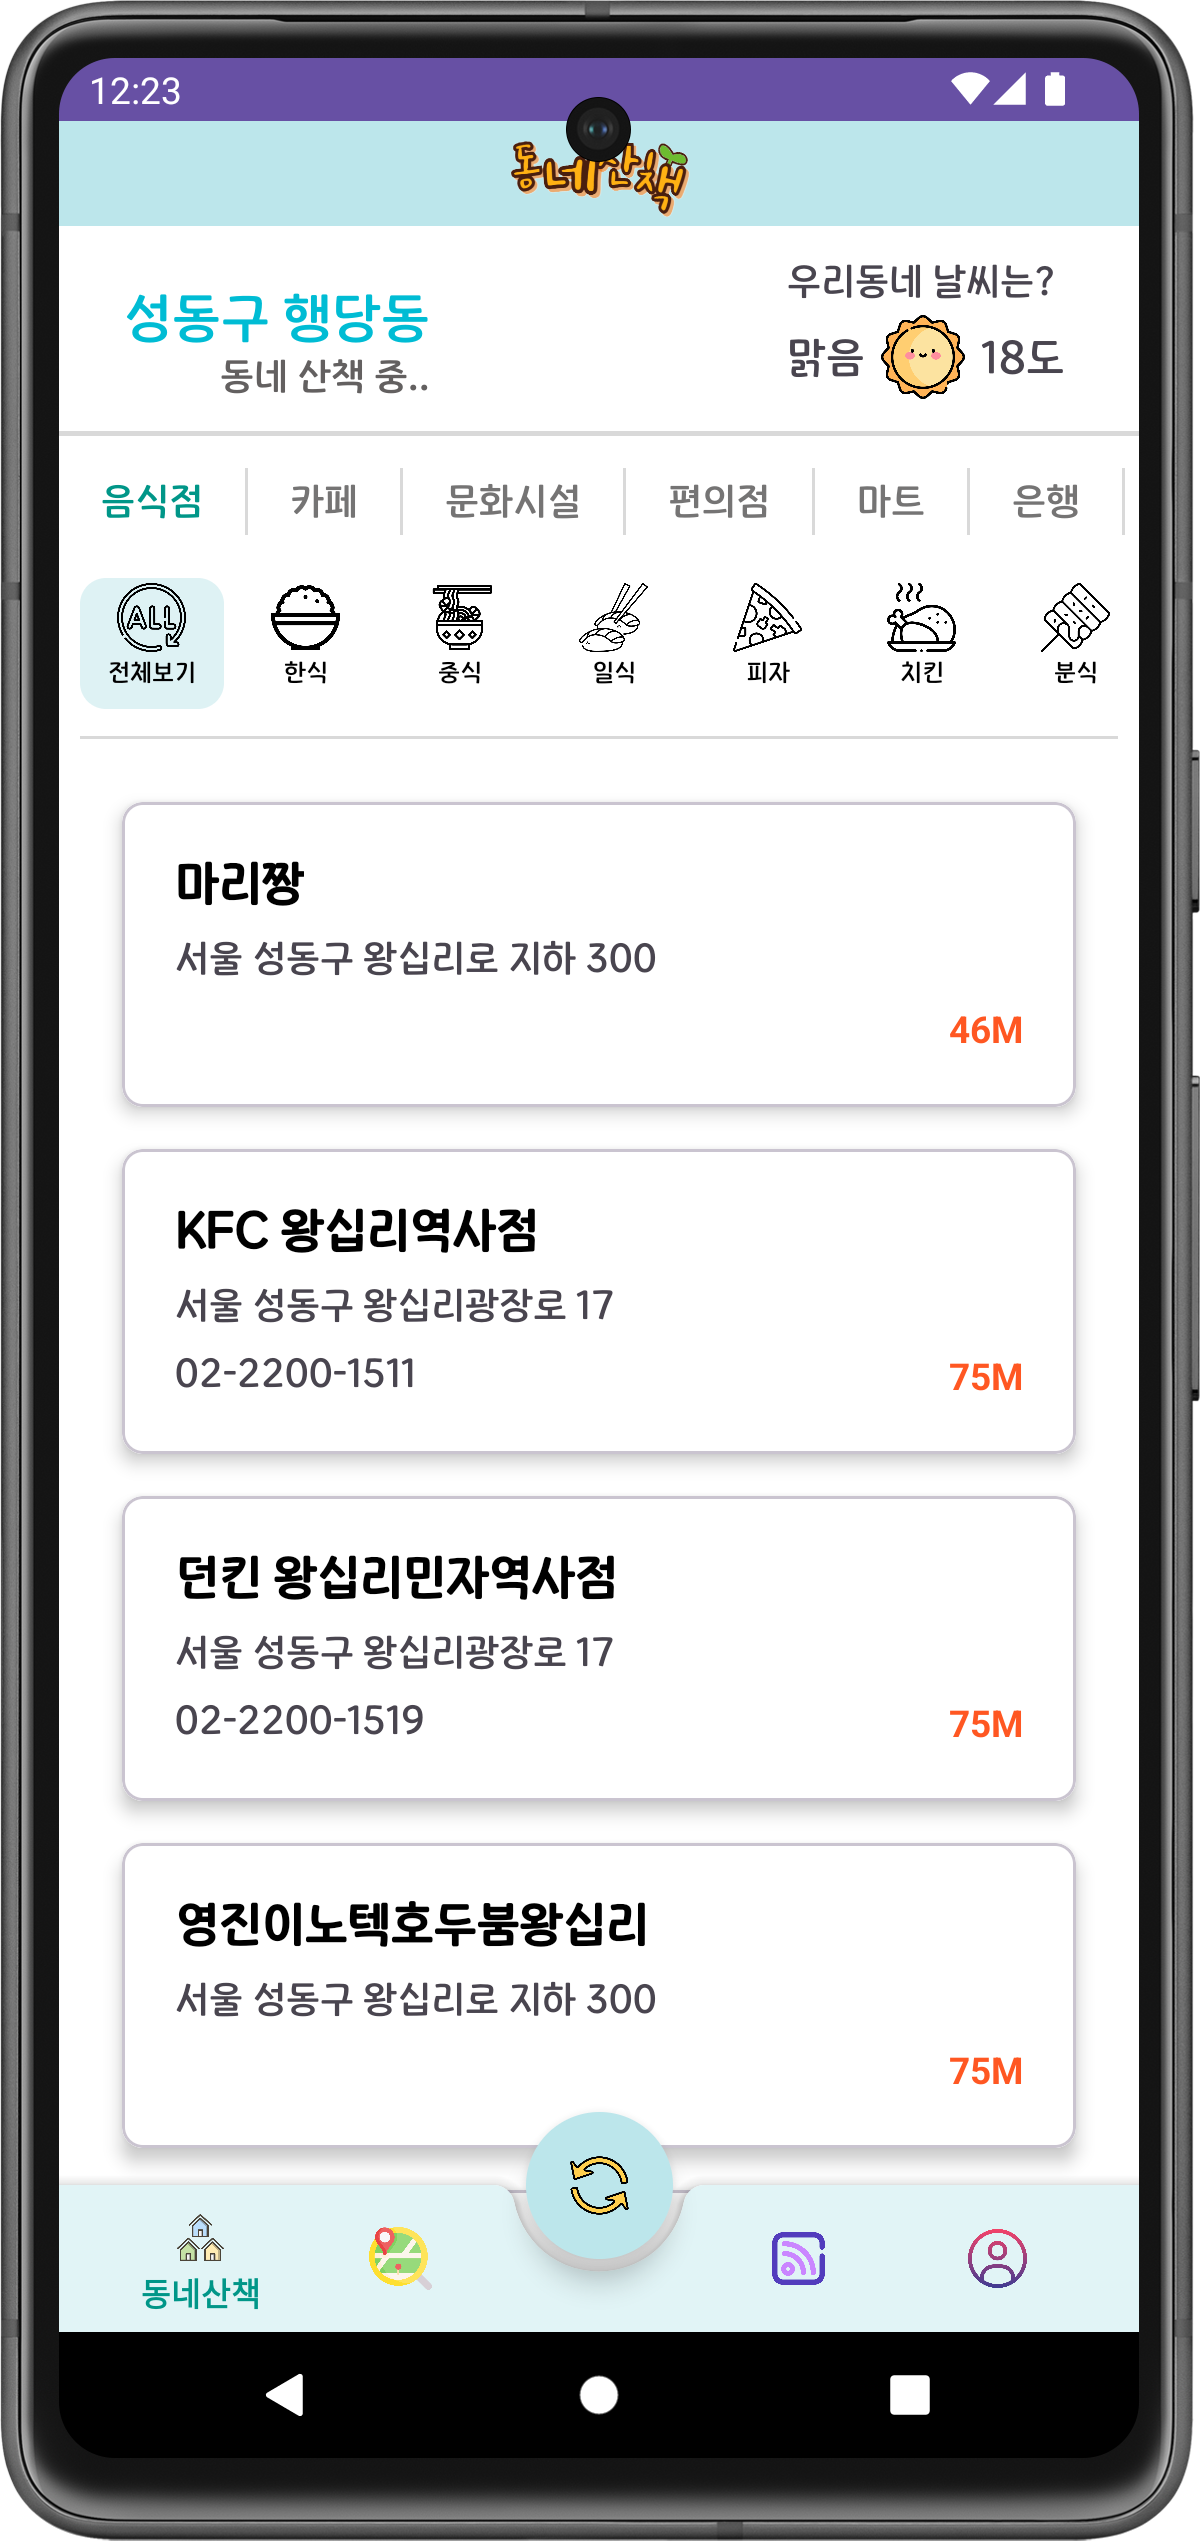 12:23
동네산책
우리동네 날씨는?
성동구 행당동
맑음 18도
동네 산책 중..
음식점 카페 문화시설 편의점 마트 은행
ALL
전체보기 한식 중식 일식 피자 치킨 분식
마리짱
서울 성동구 왕십리로 지하 300
46M
KFC 왕십리역사점
서울 성동구 왕십리광장로 17
02-2200-1511
75M
던킨 왕십리민자역사점
서울 성동구 왕십리광장로 17
02-2200-1519
75M
영진이노텍호두붐왕십리
서울 성동구 왕십리로 지하 300
75M
동네산책